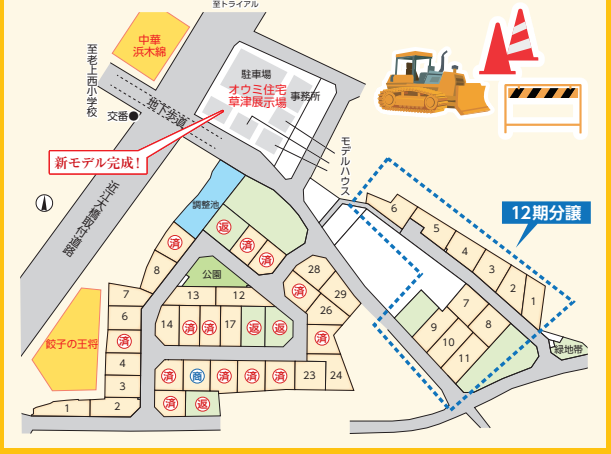 至トライアル
中華
浜木綿
至老上西小学校
交番
地下歩道
駐車場
オウミ住宅
草津展示場
事務所
モデルハウス
新モデル完成！
近江大橋取付道路
調整池
12期分譲
返
済
済
済
8
公園
7
6
済
4
3
2
1
餃子の王将
13
12
14
済
済
17
返
返
28
済
29
26
済
済
商
済
済
済
23
24
済
返
6
5
4
3
2
1
7
8
9
10
11
緑地帯